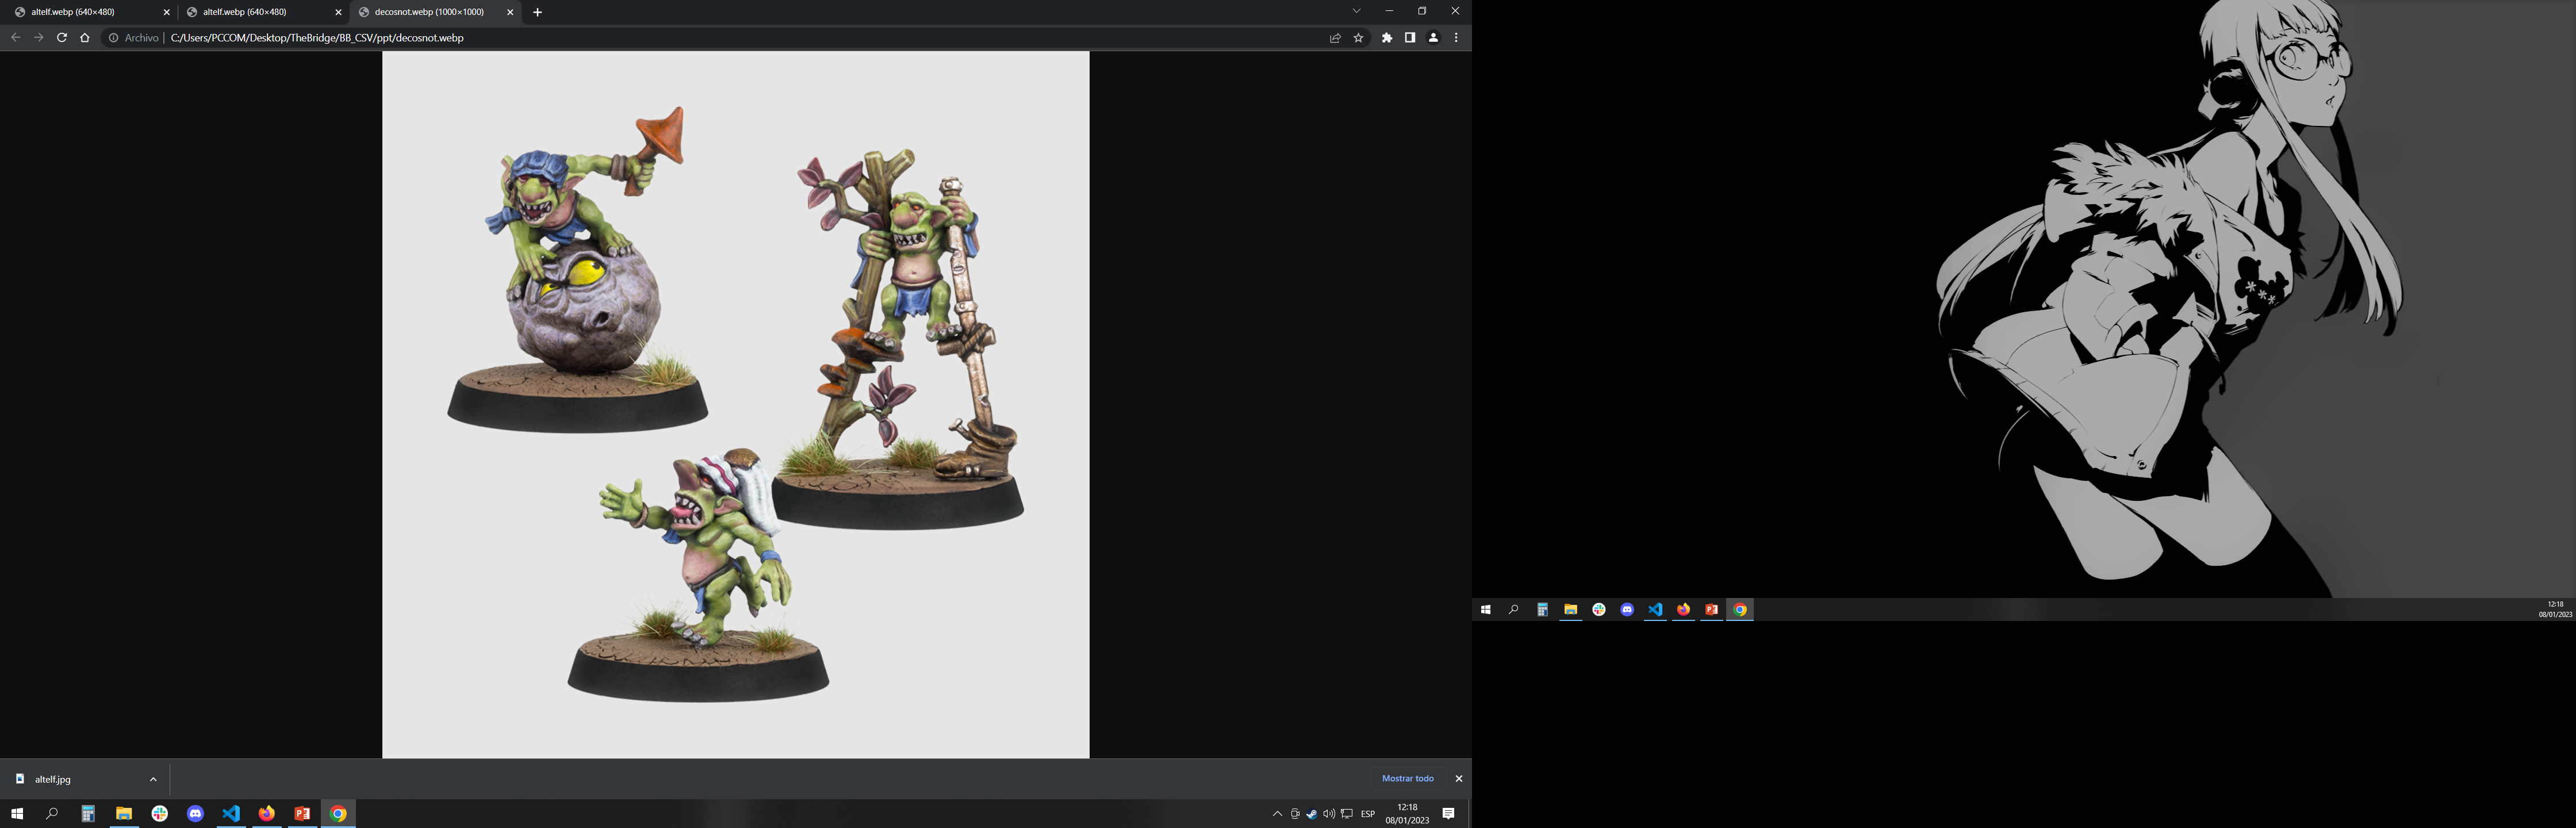 altelf.webp (640×480)
altelf.webp (640×480)
decosnot.webp (1000×1000)
Archivo
C:/Users/PCCOM/Desktop/TheBridge/BB_CSV/ppt/decosnot.webp
altelf.jpg
Mostrar todo
ESP
12:18
08/01/2023
12:18
08/01/2023